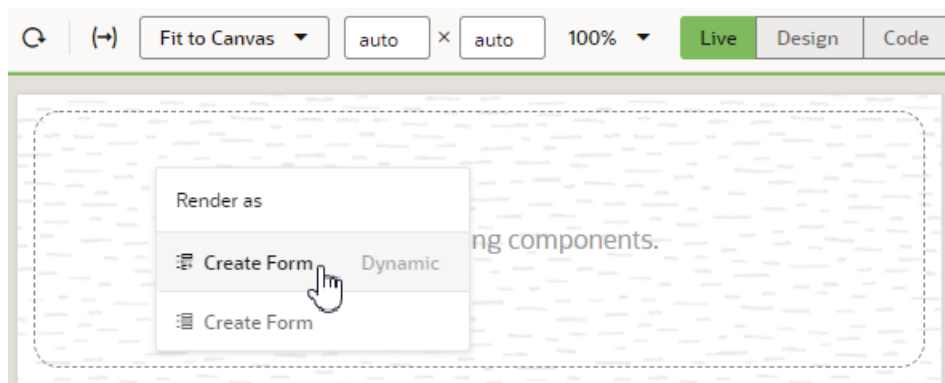 Fit to Canvas auto × auto 100% Live Design Code
Render as
ng components.
Create Form Dynamic
Create Form